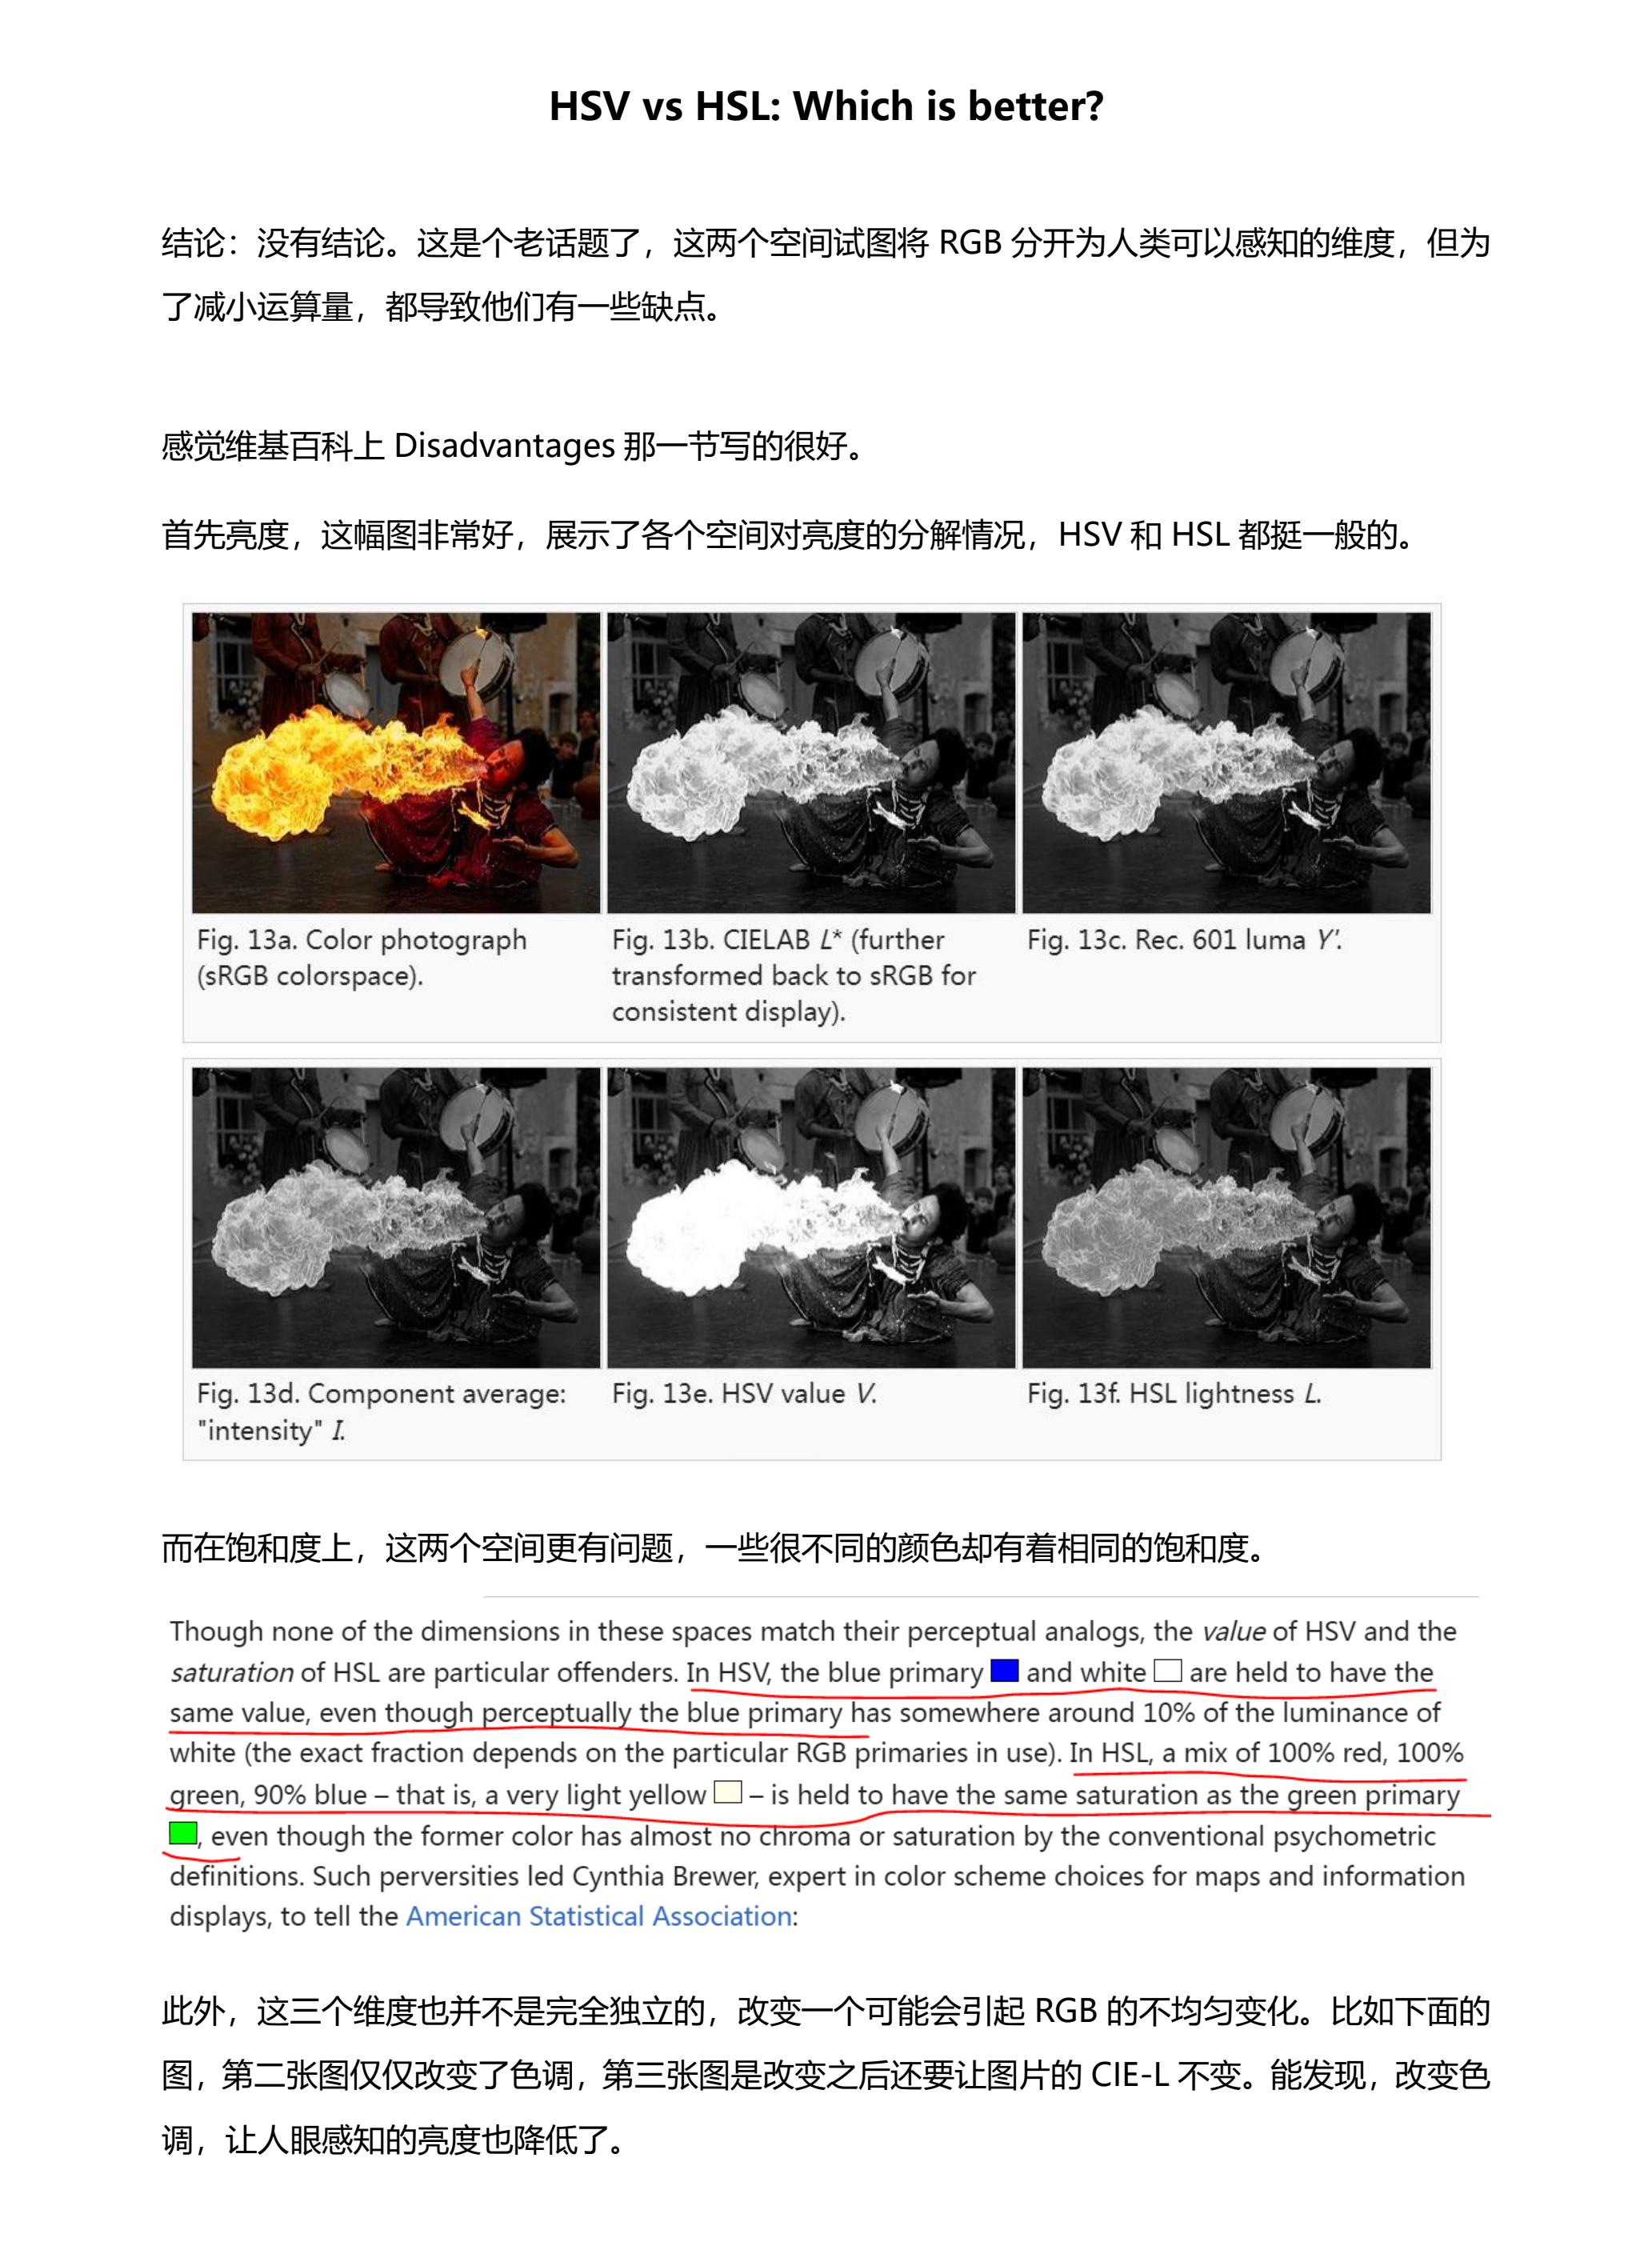 HSV vs HSL: Which is better?
结论：没有结论。这是个老话题了，这两个空间试图将 RGB 分开为人类可以感知的维度，但为
了减小运算量，都导致他们有一些缺点。
感觉维基百科上 Disadvantages 那一节写的很好。
首先亮度，这幅图非常好，展示了各个空间对亮度的分解情况，HSV 和 HSL 都挺一般的。
Fig. 13a. Color photograph
(sRGB colorspace).
Fig. 13b. CIELAB L* (further
transformed back to sRGB for
consistent display).
Fig. 13c. Rec. 601 luma Y′.
Fig. 13d. Component average:
"intensity" I.
Fig. 13e. HSV value V.
Fig. 13f. HSL lightness L.
而在饱和度上，这两个空间更有问题，一些很不同的颜色却有着相同的饱和度。
Though none of the dimensions in these spaces match their perceptual analogs, the value of HSV and the
saturation of HSL are particular offenders. In HSV, the blue primary and white are held to have the
same value, even though perceptually the blue primary has somewhere around 10% of the luminance of
white (the exact fraction depends on the particular RGB primaries in use). In HSL, a mix of 100% red, 100%
green, 90% blue – that is, a very light yellow – is held to have the same saturation as the green primary
, even though the former color has almost no chroma or saturation by the conventional psychometric
definitions. Such perversities led Cynthia Brewer, expert in color scheme choices for maps and information
displays, to tell the American Statistical Association:
此外，这三个维度也并不是完全独立的，改变一个可能会引起 RGB 的不均匀变化。比如下面的
图，第二张图仅仅改变了色调，第三张图是改变之后还要让图片的 CIE-L 不变。能发现，改变色
调，让人眼感知的亮度也降低了。